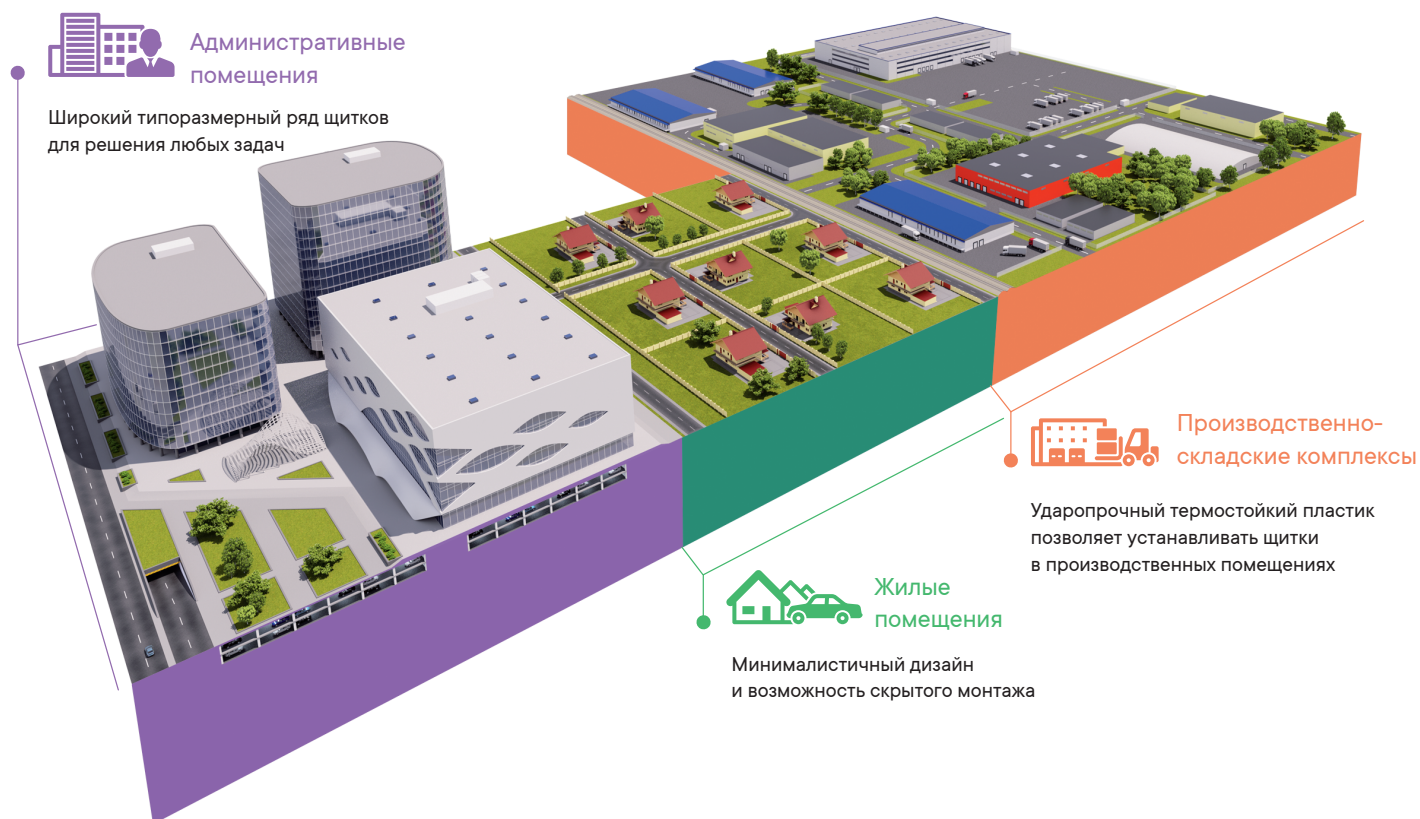 Административные
помещения
Широкий типоразмерный ряд щитков
для решения любых задач
Производственно-
складские комплексы
Ударопрочный термостойкий пластик
позволяет устанавливать щитки
в производственных помещениях
Жилые
помещения
Минималистичный дизайн
и возможность скрытого монтажа